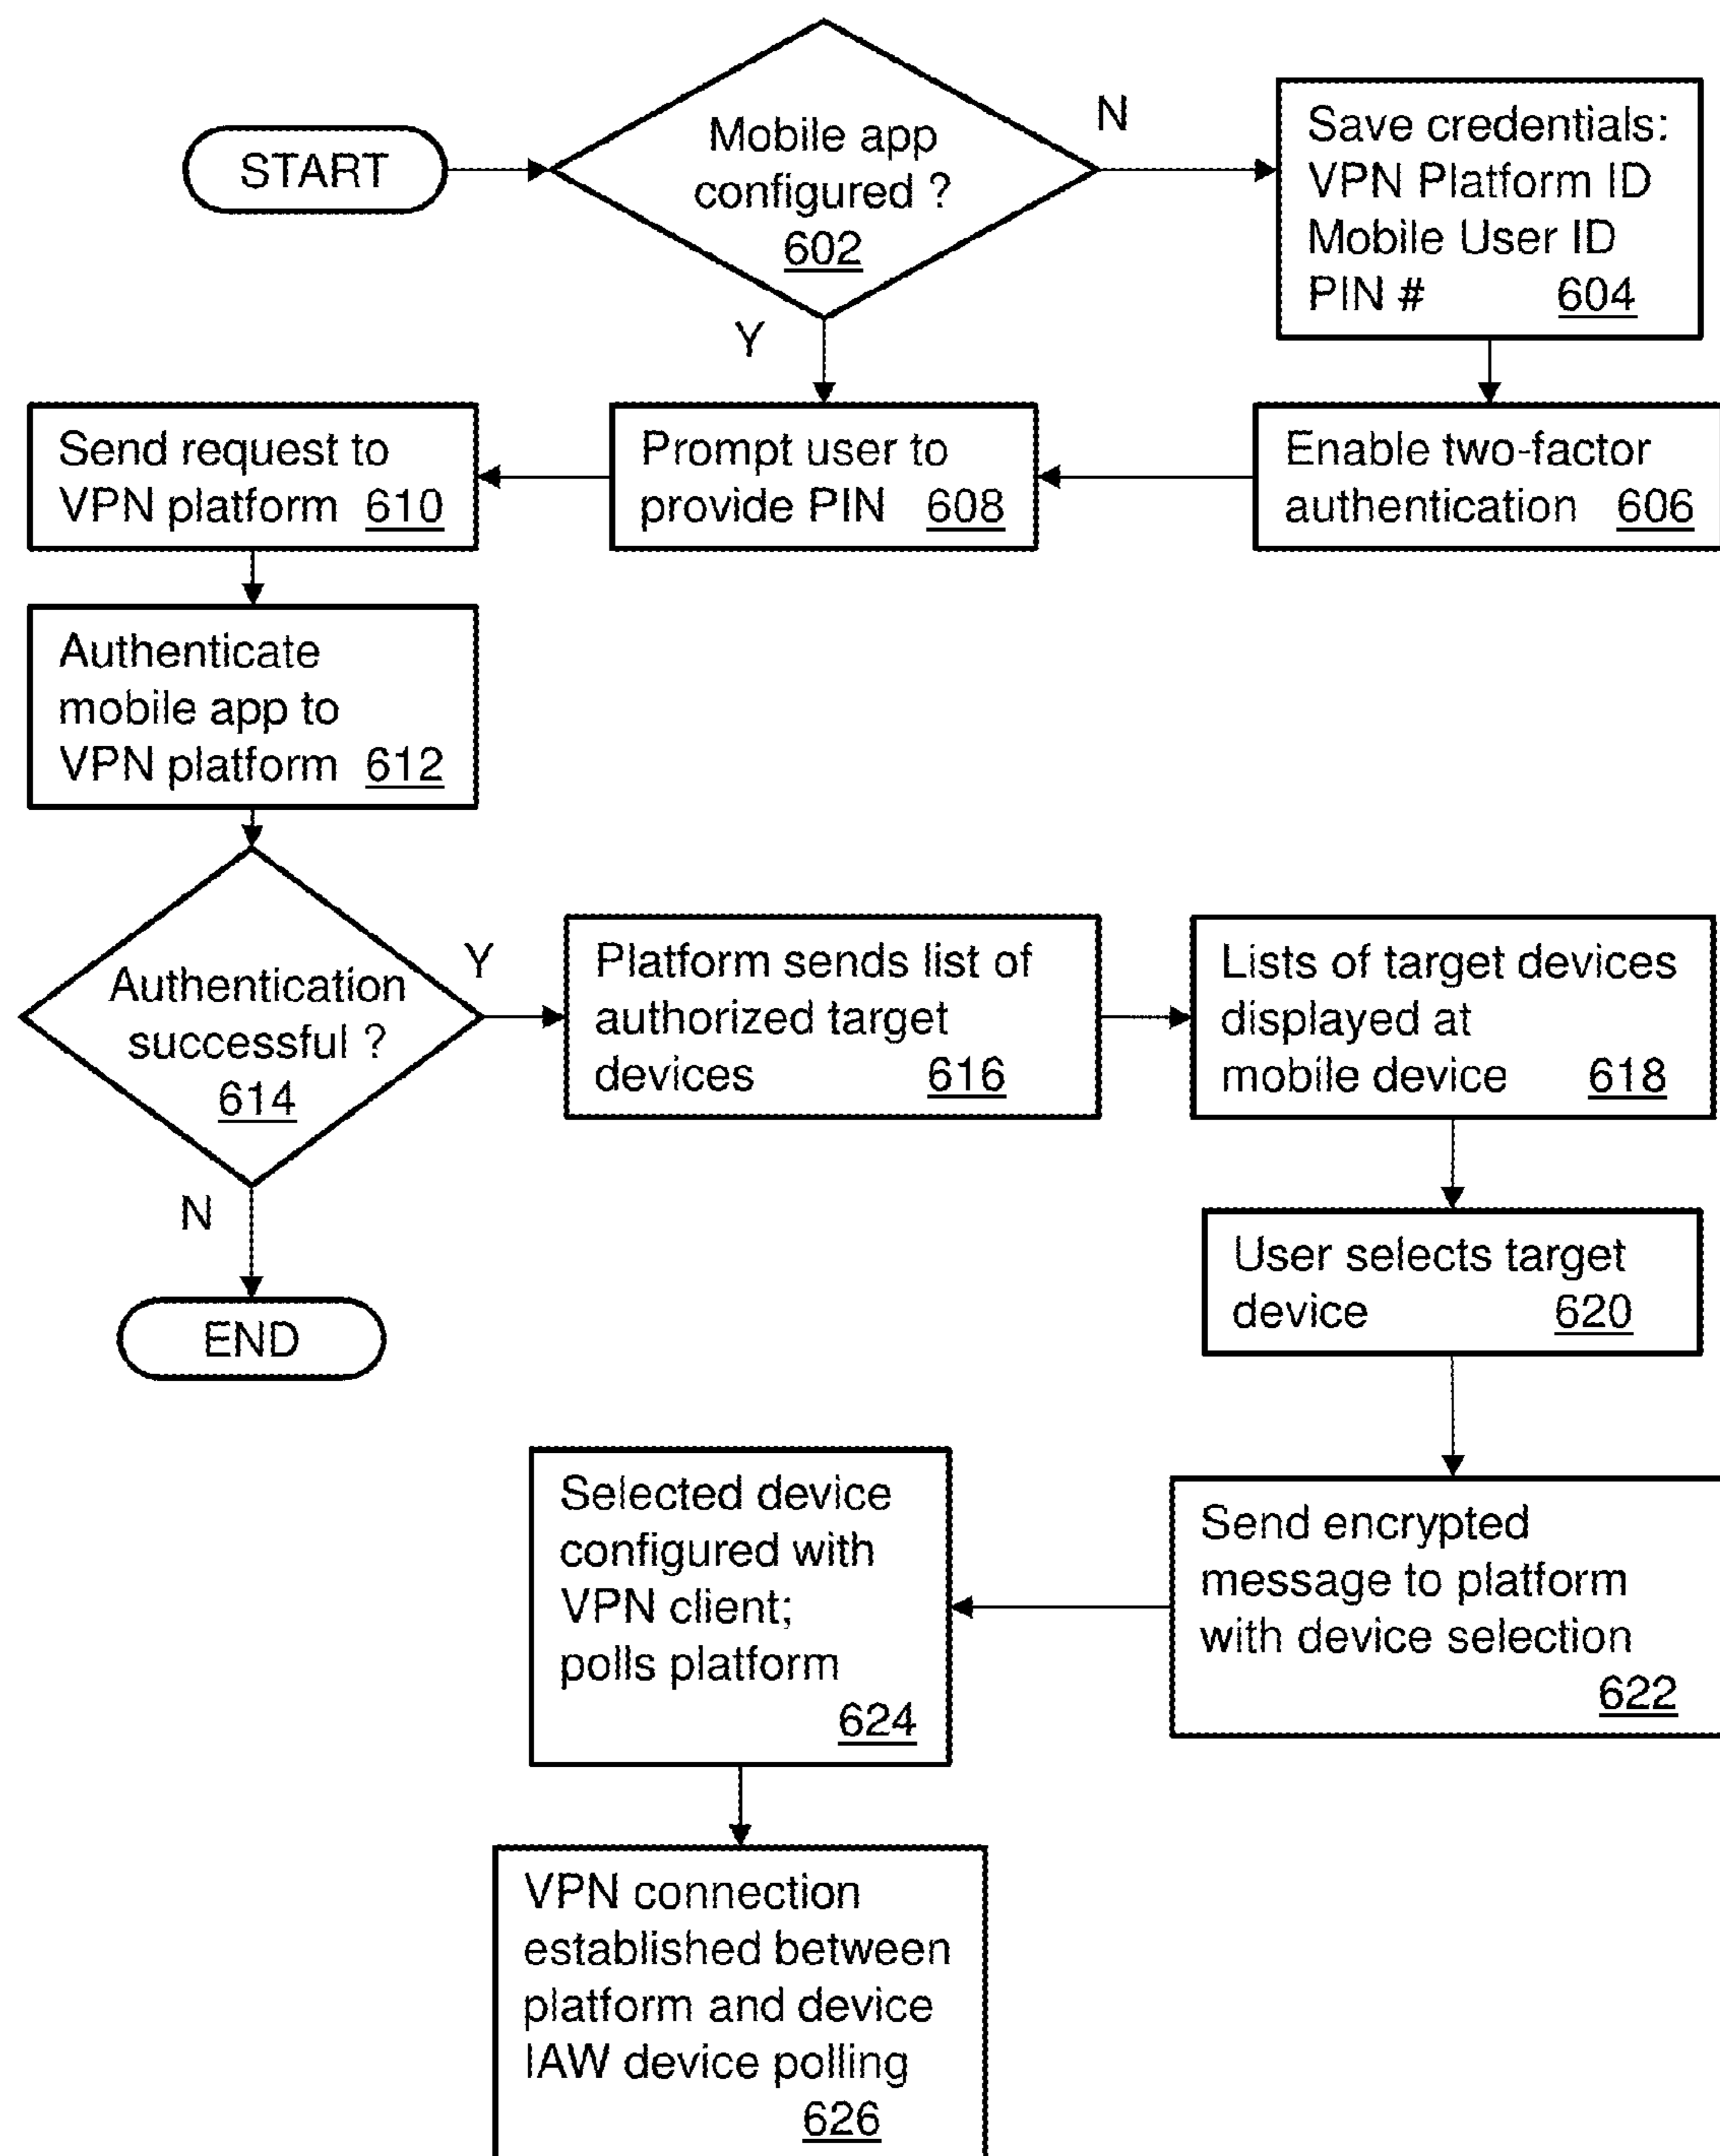 START
Mobile app
configured ?
602
N
Y
Save credentials:
VPN Platform ID
Mobile User ID
PIN # 604
Send request to
VPN platform 610
Prompt user to
provide PIN 608
Enable two-factor
authentication 606
Authenticate
mobile app to
VPN platform 612
Authentication
successful ?
614
Y
N
END
Platform sends list of
authorized target
devices 616
Lists of target devices
displayed at
mobile device 618
User selects target
device 620
Send encrypted
message to platform
with device selection
622
Selected device
configured with
VPN client;
polls platform
624
VPN connection
established between
platform and device
IAW device polling
626